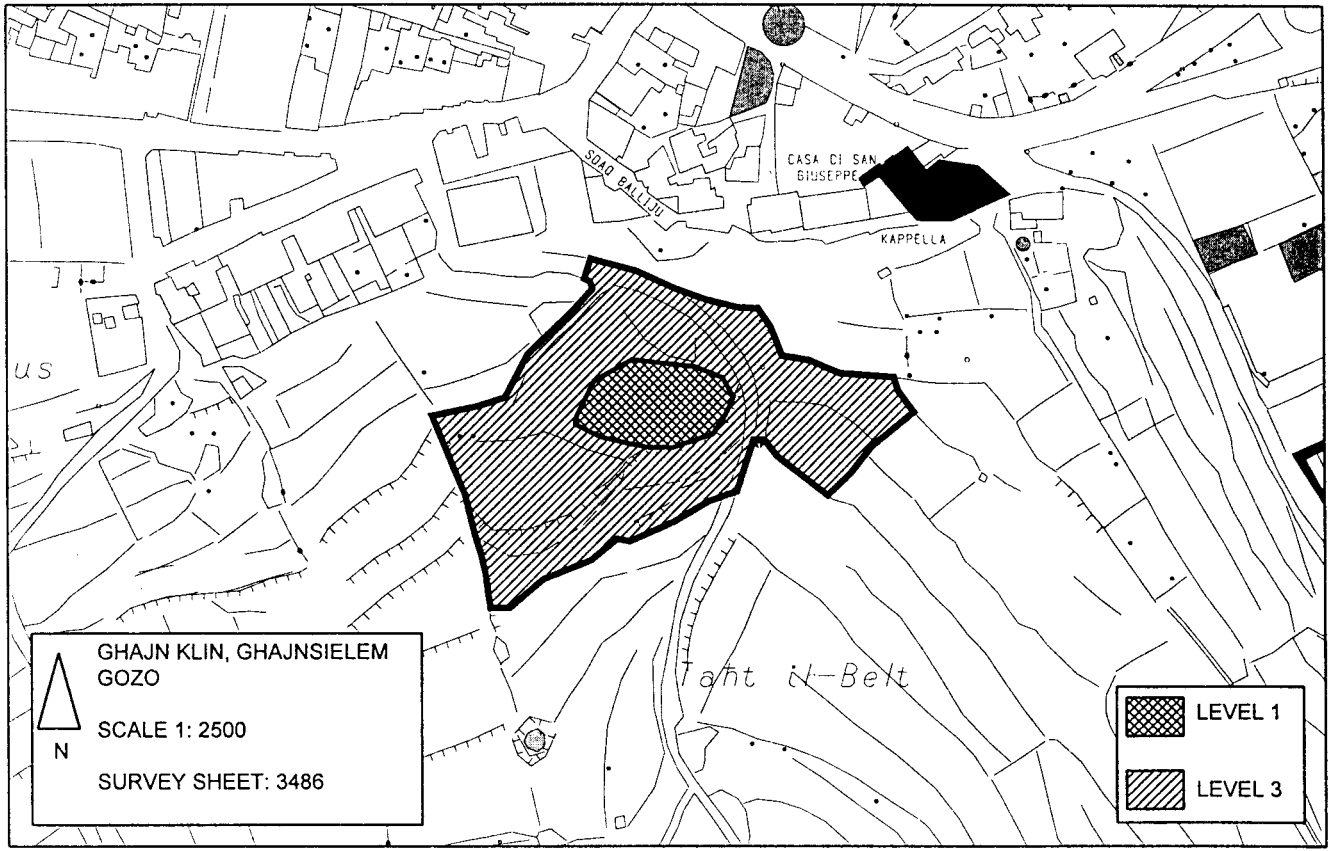 SQAQ BALLIJU
CASA DI SAN
GIUSEPPE
KAPPELLA
us
Taħt il-Belt
GHAJN KLIN, GHAJNSIELEM
GOZO
SCALE 1: 2500
N
SURVEY SHEET: 3486
LEVEL 1
LEVEL 3